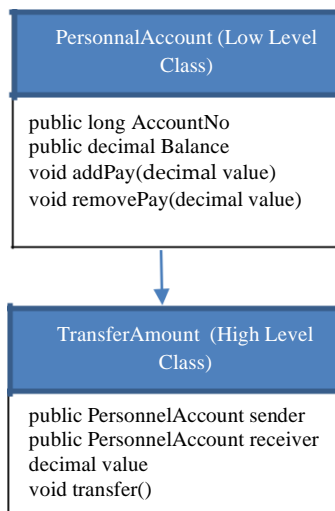 PersonnalAccount (Low Level
Class)
public long AccountNo
public decimal Balance
void addPay(decimal value)
void removePay(decimal value)
TransferAmount (High Level
Class)
public PersonnelAccount sender
public PersonnelAccount receiver
decimal value
void transfer()